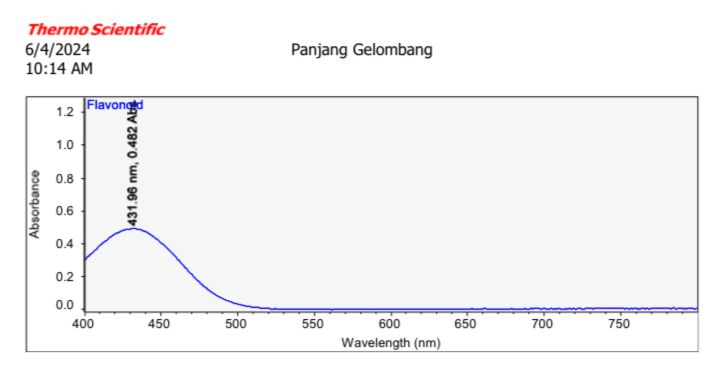 Thermo Scientific
6/4/2024
Panjang Gelombang
10:14 AM
Flavonoid
431.96 nm, 0.482 Abs
Absorbance
1.2
1.0
0.8
0.6
0.4
0.2
0.0
400 450 500 550 600 650 700 750
Wavelength (nm)